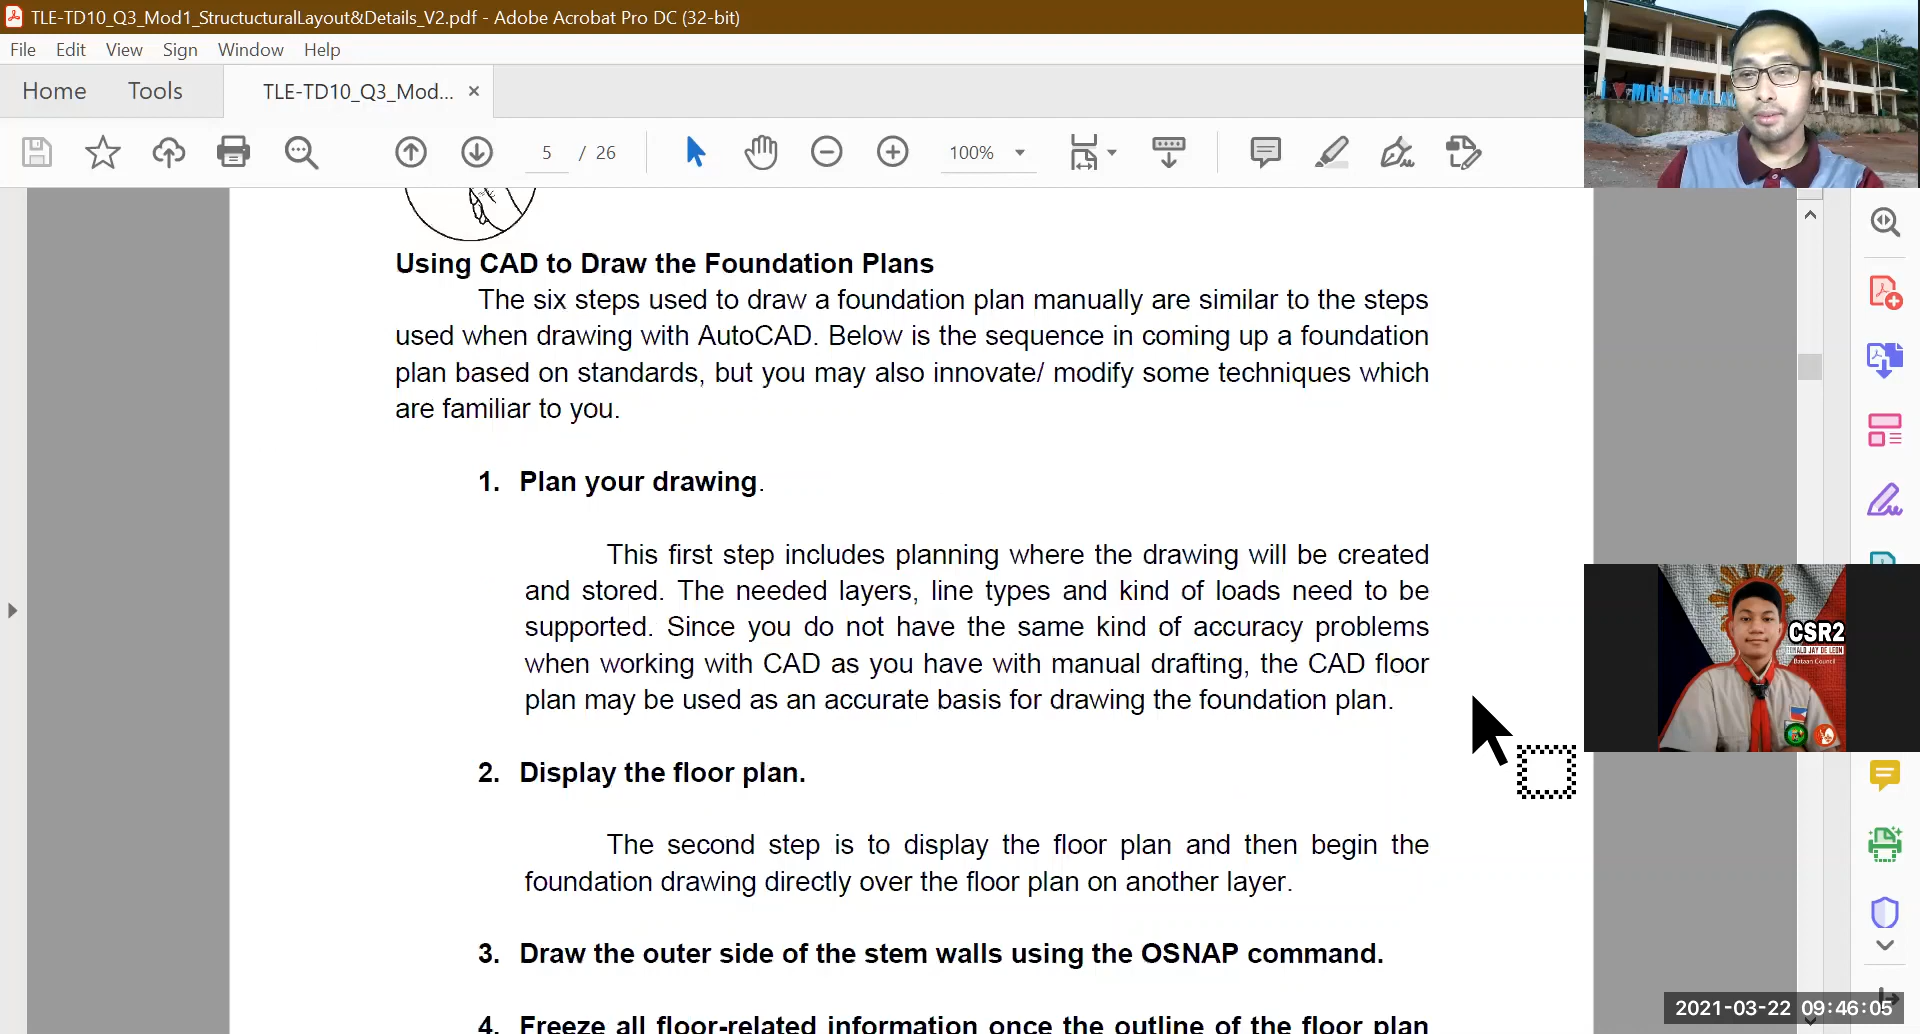 TLE-TD10_Q3_Mod1_StructucturalLayout&Details_V2.pdf - Adobe Acrobat Pro DC (32-bit)
File Edit View Sign Window Help
Home Tools TLE-TD10_Q3_Mod... ×
5 / 26 100%
Using CAD to Draw the Foundation Plans
The six steps used to draw a foundation plan manually are similar to the steps
used when drawing with AutoCAD. Below is the sequence in coming up a foundation
plan based on standards, but you may also innovate/ modify some techniques which
are familiar to you.
1. Plan your drawing.
This first step includes planning where the drawing will be created
and stored. The needed layers, line types and kind of loads need to be
supported. Since you do not have the same kind of accuracy problems
when working with CAD as you have with manual drafting, the CAD floor
plan may be used as an accurate basis for drawing the foundation plan.
2. Display the floor plan.
The second step is to display the floor plan and then begin the
foundation drawing directly over the floor plan on another layer.
3. Draw the outer side of the stem walls using the OSNAP command.
4. Freeze all floor-related information once the outline of the floor plan
I MNHS
CSR2
JAY DE LEON
Bataan Council
2021-03-22 09:46:05